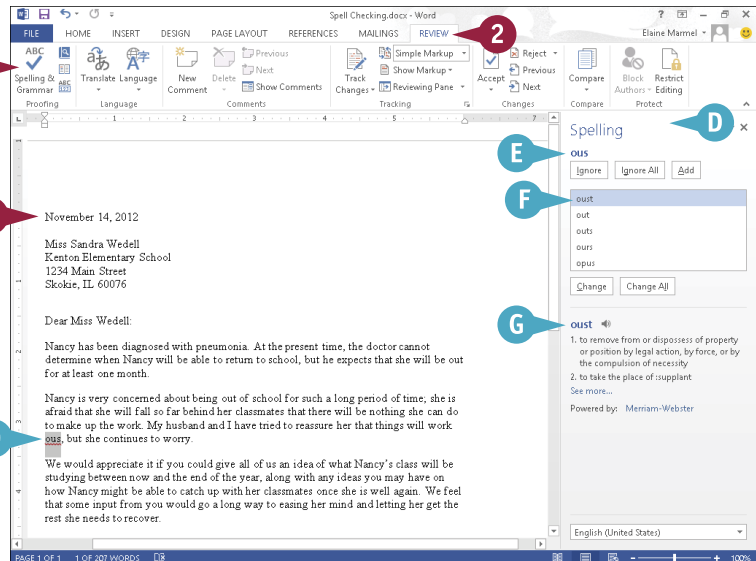 Spell Checking.docx - Word
FILE HOME INSERT DESIGN PAGE LAYOUT REFERENCES MAILINGS REVIEW 2 Elaine Marmel
ABC
Spelling &
Grammar
Proofing
Translate Language
Language
New
Comment
Delete
Previous
Next
Show Comments
Comments
Track
Changes
Simple Markup
Show Markup
Reviewing Pane
Tracking
Accept
Reject
Previous
Next
Changes
Compare
Compare
Block
Authors
Restrict
Editing
Protect
1 2 3 4 5 7
November 14, 2012
Miss Sandra Wedell
Kenton Elementary School
1234 Main Street
Skokie, IL 60076
Dear Miss Wedell:
Nancy has been diagnosed with pneumonia. At the present time, the doctor cannot
determine when Nancy will be able to return to school, but he expects that she will be out
for at least one month.
Nancy is very concerned about being out of school for such a long period of time; she is
afraid that she will fall so far behind her classmates that there will be nothing she can do
to make up the work. My husband and I have tried to reassure her that things will work
ous, but she continues to worry.
We would appreciate it if you could give all of us an idea of what Nancy's class will be
studying between now and the end of the year, along with any ideas you may have on
how Nancy might be able to catch up with her classmates once she is well again. We feel
that some input from you would go a long way to easing her mind and letting her get the
rest she needs to recover.
Spelling
D
E
ous
Ignore Ignore All Add
F
oust
out
outs
ours
opus
Change Change All
G
oust
1. to remove from or dispossess of property
or position by legal action, by force, or by
the compulsion of necessity
2. to take the place of :supplant
See more...
Powered by: Merriam-Webster
English (United States)
PAGE 1 OF 1 1 OF 207 WORDS 100%